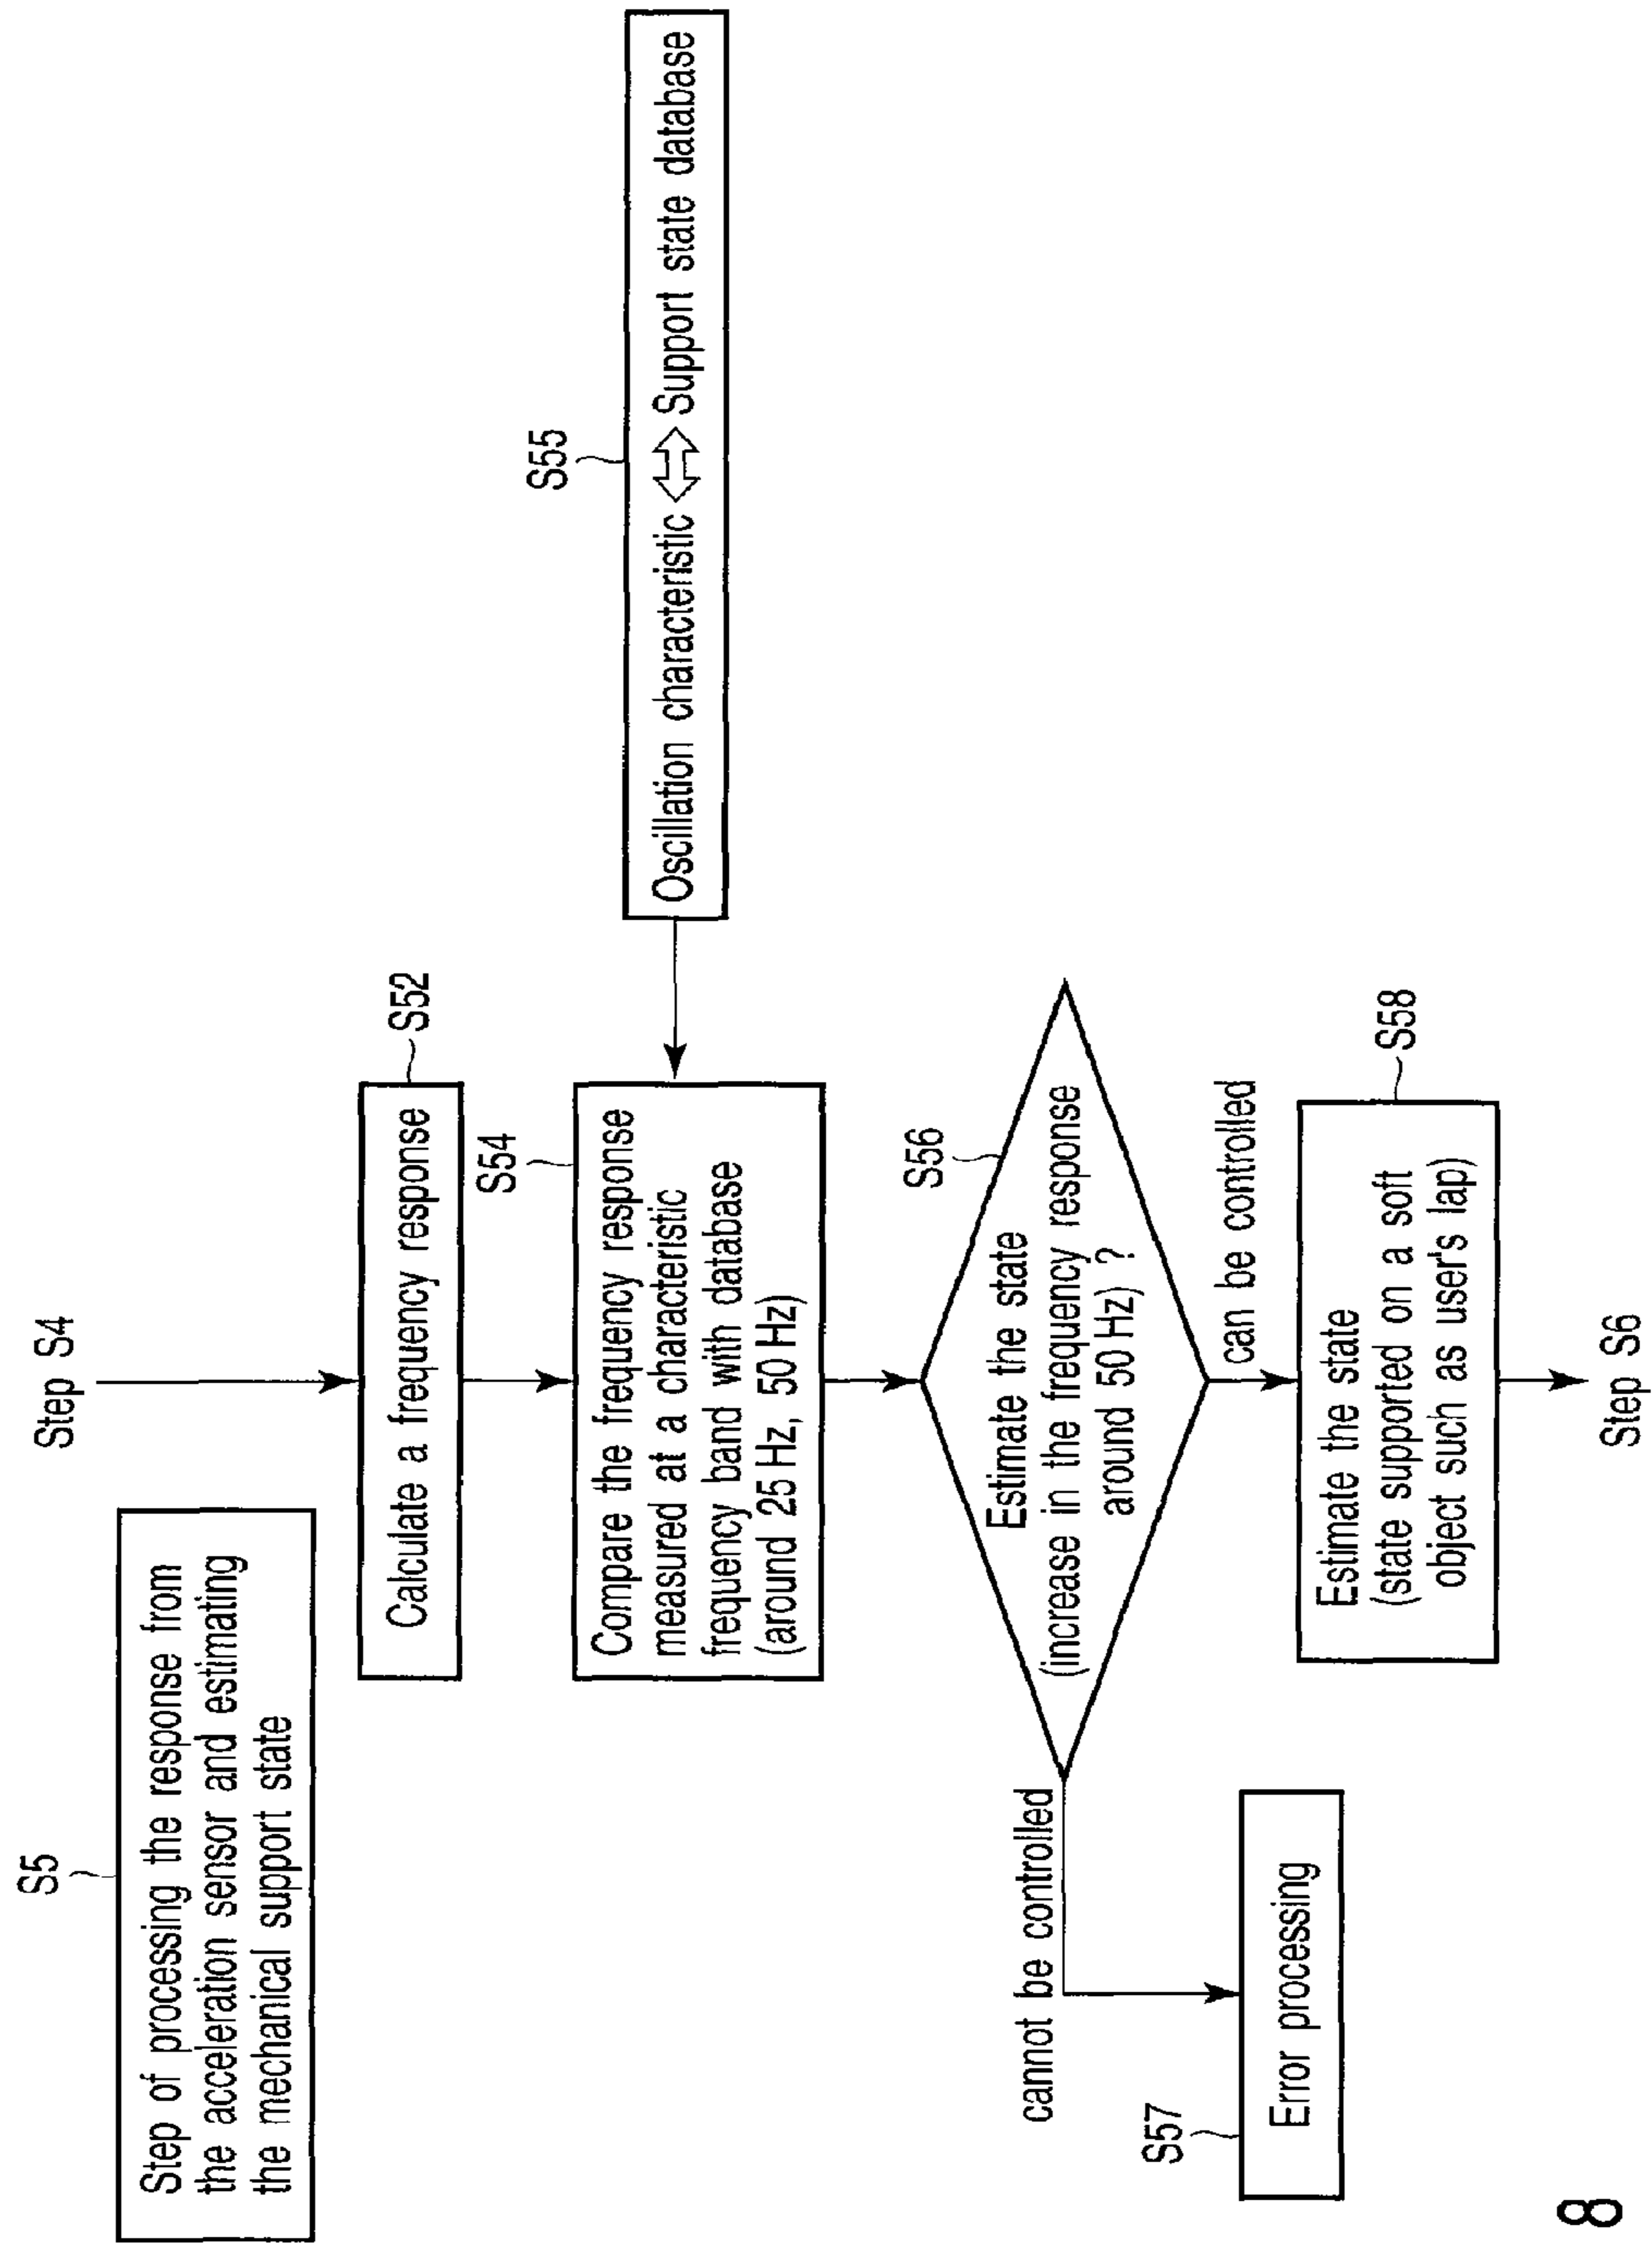 S5
Step of processing the response from
the acceleration sensor and estimating
the mechanical support state
Step S4
S52
Calculate a frequency response
S54
Compare the frequency response
measured at a characteristic
frequency band with database
(around 25 Hz, 50 Hz)
S55
Oscillation characteristic ⇔ Support state database
S56
Estimate the state
(increase in the frequency response
around 50 Hz) ?
cannot be controlled
can be controlled
S57
Error processing
S58
Estimate the state
(state supported on a soft
object such as user's lap)
Step S6
8